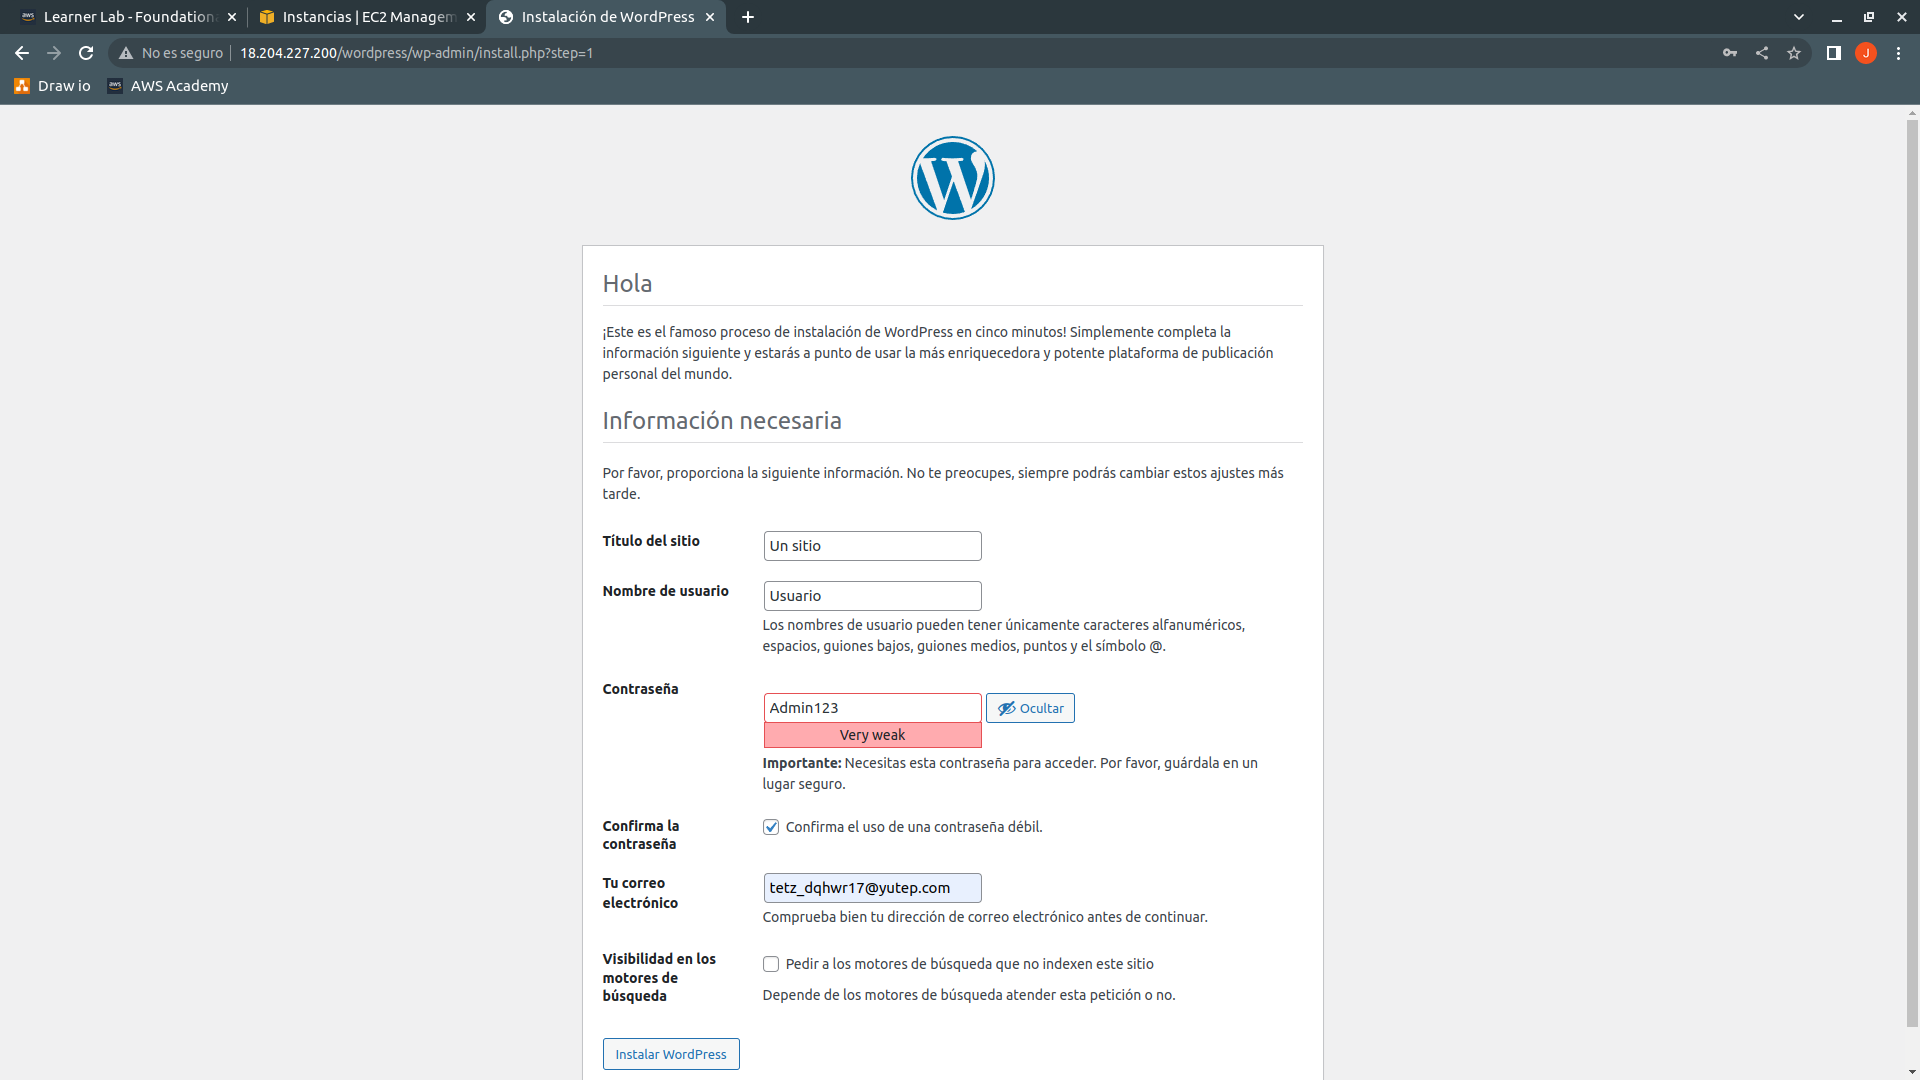 Learner Lab - Foundation
Instancias | EC2 Managem
Instalación de WordPress
No es seguro
18.204.227.200/wordpress/wp-admin/install.php?step=1
J
Draw io
AWS Academy
Hola
¡Este es el famoso proceso de instalación de WordPress en cinco minutos! Simplemente completa la
información siguiente y estarás a punto de usar la más enriquecedora y potente plataforma de publicación
personal del mundo.
Información necesaria
Por favor, proporciona la siguiente información. No te preocupes, siempre podrás cambiar estos ajustes más
tarde.
Título del sitio
Un sitio
Nombre de usuario
Usuario
Los nombres de usuario pueden tener únicamente caracteres alfanuméricos,
espacios, guiones bajos, guiones medios, puntos y el símbolo @.
Contraseña
Admin123
Ocultar
Very weak
Importante: Necesitas esta contraseña para acceder. Por favor, guárdala en un
lugar seguro.
Confirma la
contraseña
Confirma el uso de una contraseña débil.
Tu correo
electrónico
tetz_dqhwr17@yutep.com
Comprueba bien tu dirección de correo electrónico antes de continuar.
Visibilidad en los
motores de
búsqueda
Pedir a los motores de búsqueda que no indexen este sitio
Depende de los motores de búsqueda atender esta petición o no.
Instalar WordPress